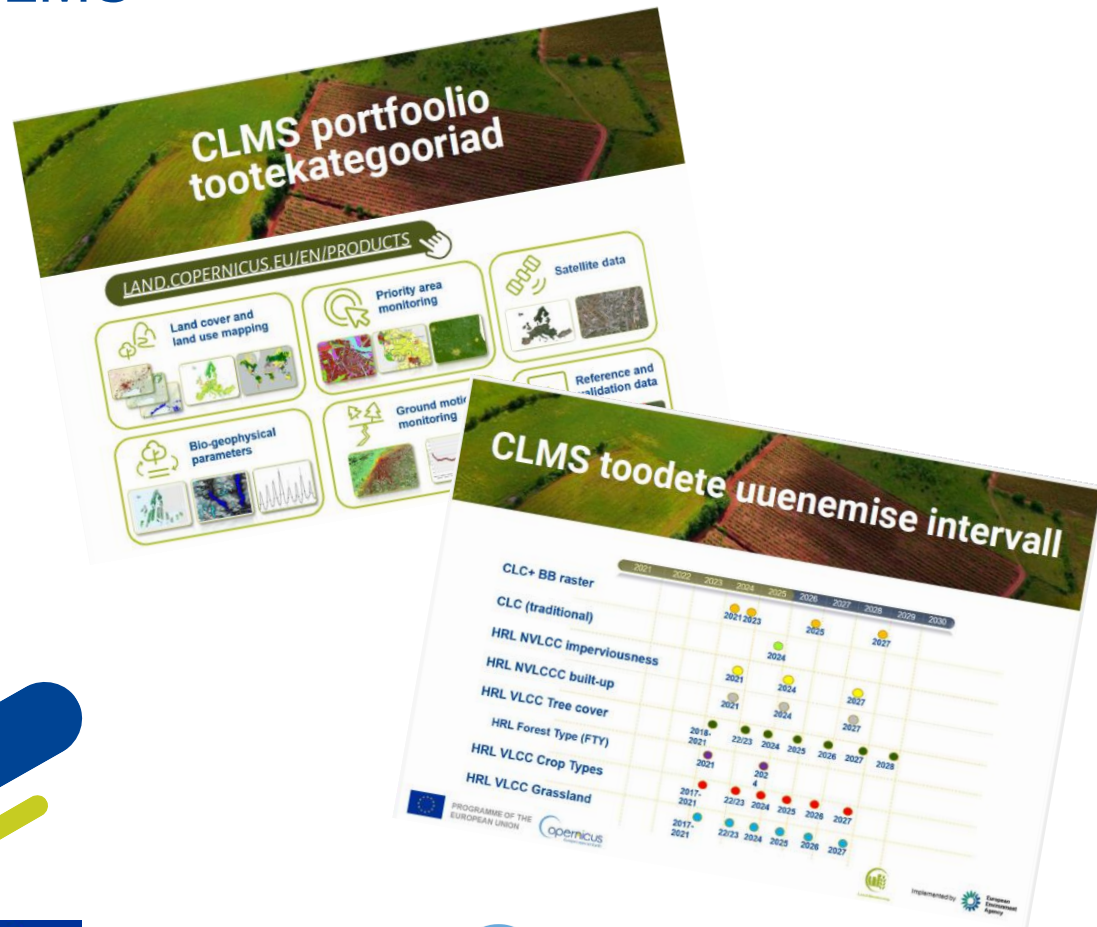 CLMS portfoolio
tootekategooriad
LAND.COPERNICUS.EU/EN/PRODUCTS
Land cover and
land use mapping
Priority area
monitoring
Satellite data
Bio-geophysical
parameters
Ground
monitoring
Reference and
validation data
CLMS toodete uuenemise intervall
2021 2022 2023 2024 2025 2026 2027 2028 2029 2030
CLC+ BB raster
2021 2023 2025 2027
CLC (traditional)
2024
HRL NVLCC imperviousness
2021 2024 2027
HRL NVLCCC built-up
2021 2024 2027
HRL VLCC Tree cover
2018-
2021 22/23 2024 2025 2026 2027 2028
HRL Forest Type (FTY)
2021 202
4
HRL VLCC Crop Types
2017-
2021 22/23 2024 2025 2026 2027
HRL VLCC Grassland
2017-
2021 22/23 2024 2025 2026 2027
PROGRAMME OF THE
EUROPEAN UNION
opernicus
Implemented by
European
Environment
Agency